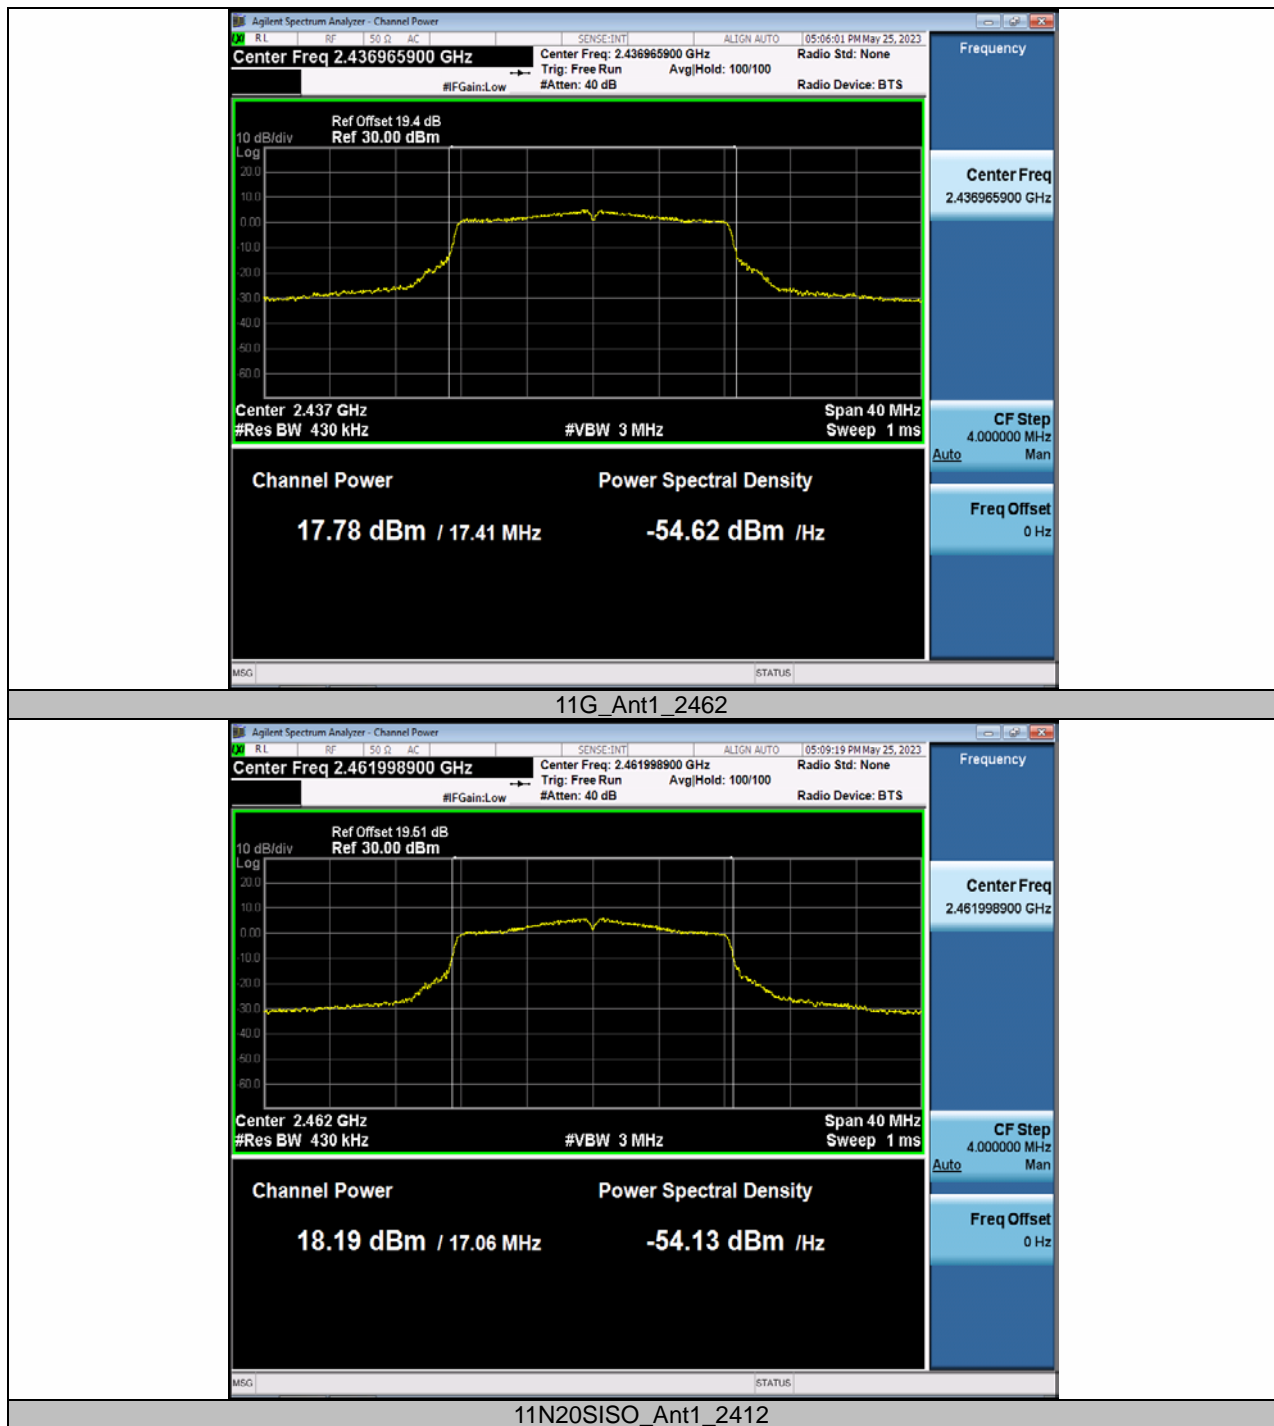 Agilent Spectrum Analyzer - Channel Power
RL RF 50 Ω AC SENSE:INT ALIGN AUTO 05:06:01 PM May 25, 2023
Center Freq 2.436965900 GHz Center Freq: 2.436965900 GHz Radio Std: None Frequency
Trig: Free Run Avg|Hold: 100/100
#IFGain:Low #Atten: 40 dB Radio Device: BTS
Ref Offset 19.4 dB
10 dB/div Ref 30.00 dBm
Log
20.0
10.0
0.00
-10.0
-20.0
-30.0
-40.0
-50.0
-60.0
Center Freq
2.436965900 GHz
Center 2.437 GHz Span 40 MHz
#Res BW 430 kHz #VBW 3 MHz Sweep 1 ms
CF Step
4.000000 MHz
Auto Man
Freq Offset
0 Hz
Channel Power Power Spectral Density
17.78 dBm / 17.41 MHz -54.62 dBm /Hz
MSG STATUS
11G_Ant1_2462
Agilent Spectrum Analyzer - Channel Power
RL RF 50 Ω AC SENSE:INT ALIGN AUTO 05:09:19 PM May 25, 2023
Center Freq 2.461998900 GHz Center Freq: 2.461998900 GHz Radio Std: None Frequency
Trig: Free Run Avg|Hold: 100/100
#IFGain:Low #Atten: 40 dB Radio Device: BTS
Ref Offset 19.51 dB
10 dB/div Ref 30.00 dBm
Log
20.0
10.0
0.00
-10.0
-20.0
-30.0
-40.0
-50.0
-60.0
Center Freq
2.461998900 GHz
Center 2.462 GHz Span 40 MHz
#Res BW 430 kHz #VBW 3 MHz Sweep 1 ms
CF Step
4.000000 MHz
Auto Man
Freq Offset
0 Hz
Channel Power Power Spectral Density
18.19 dBm / 17.06 MHz -54.13 dBm /Hz
MSG STATUS
11N20SISO_Ant1_2412